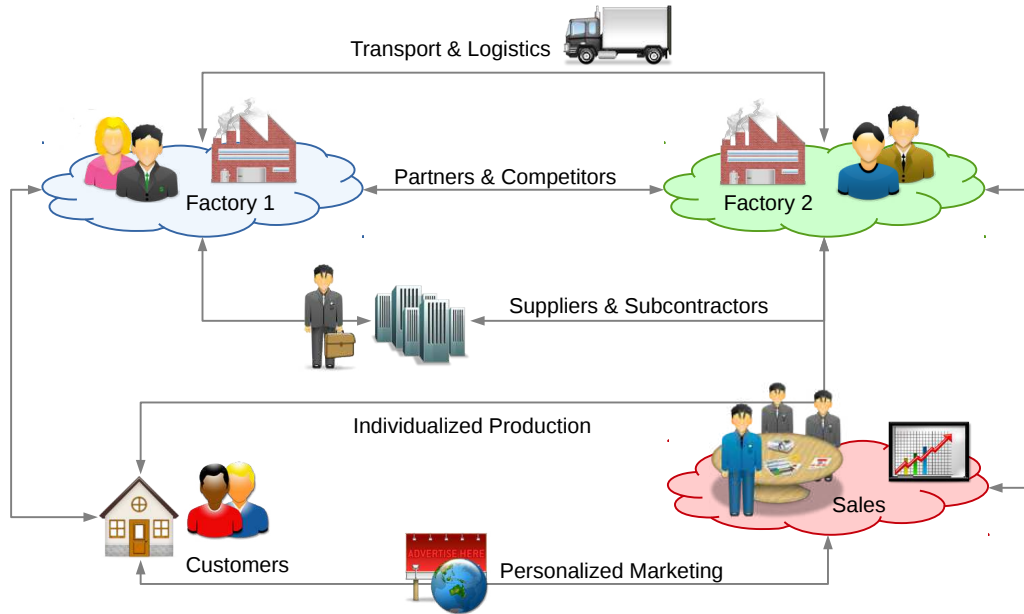 Transport & Logistics
Partners & Competitors
Factory 1
Factory 2
Suppliers & Subcontractors
Individualized Production
Sales
ADVERTISE HERE
Customers
Personalized Marketing